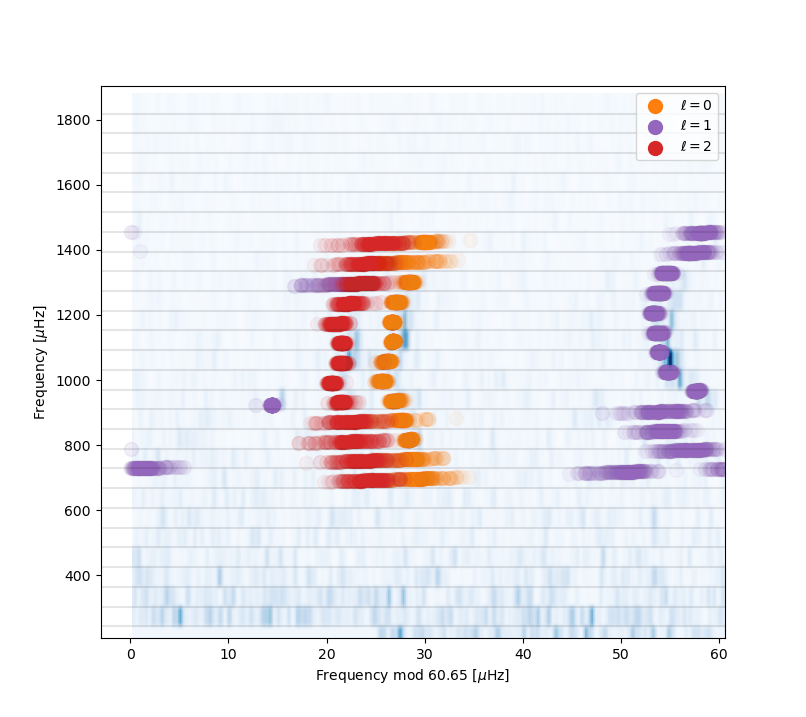 ℓ = 0
ℓ = 1
ℓ = 2
1800
1600
1400
1200
1000
800
600
400
Frequency [μHz]
0 10 20 30 40 50 60
Frequency mod 60.65 [μHz]